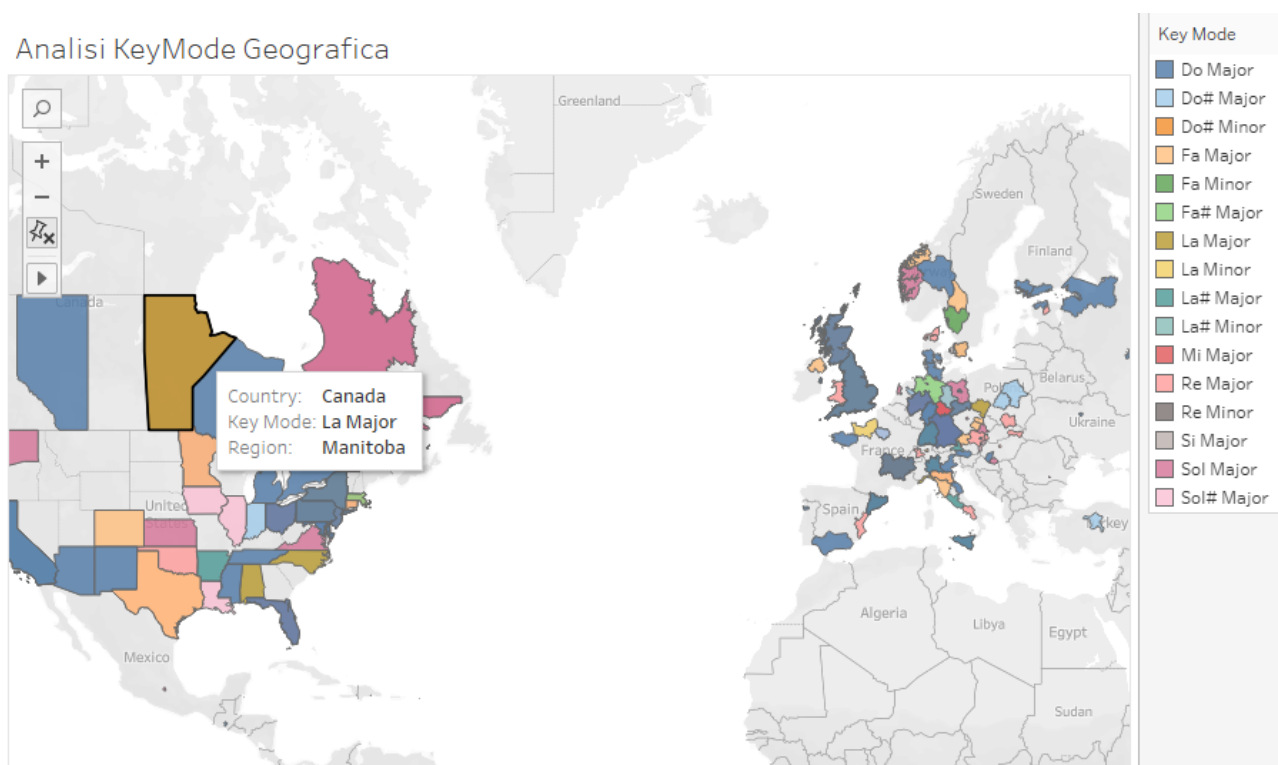 Analisi KeyMode Geografica
Greenland
Sweden
Finland
Canada
Country: Canada
Key Mode: La Major
Region: Manitoba
Belarus
Ukraine
France
United
States
Spain
Algeria
Libya
Egypt
Mexico
Sudan
Key Mode
Do Major
Do# Major
Do# Minor
Fa Major
Fa Minor
Fa# Major
La Major
La Minor
La# Major
La# Minor
Mi Major
Re Major
Re Minor
Si Major
Sol Major
Sol# Major